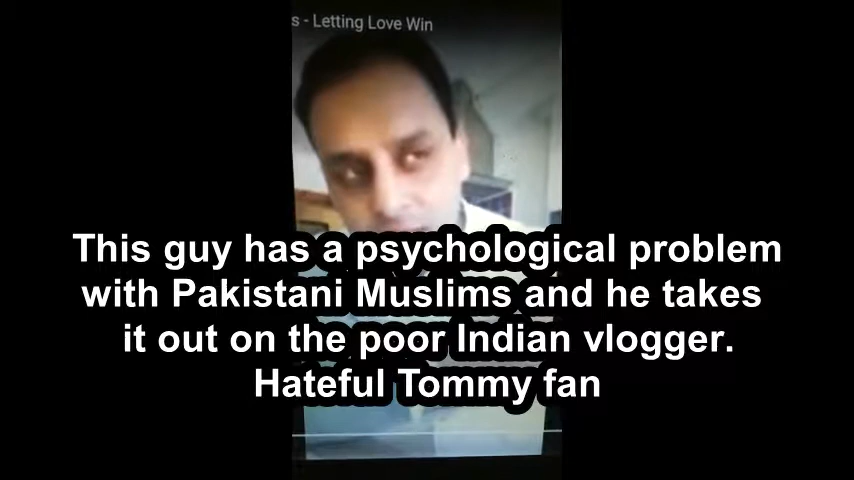 s - Letting Love Win
This guy has a psychological problem
with Pakistani Muslims and he takes
it out on the poor Indian vlogger.
Hateful Tommy fan